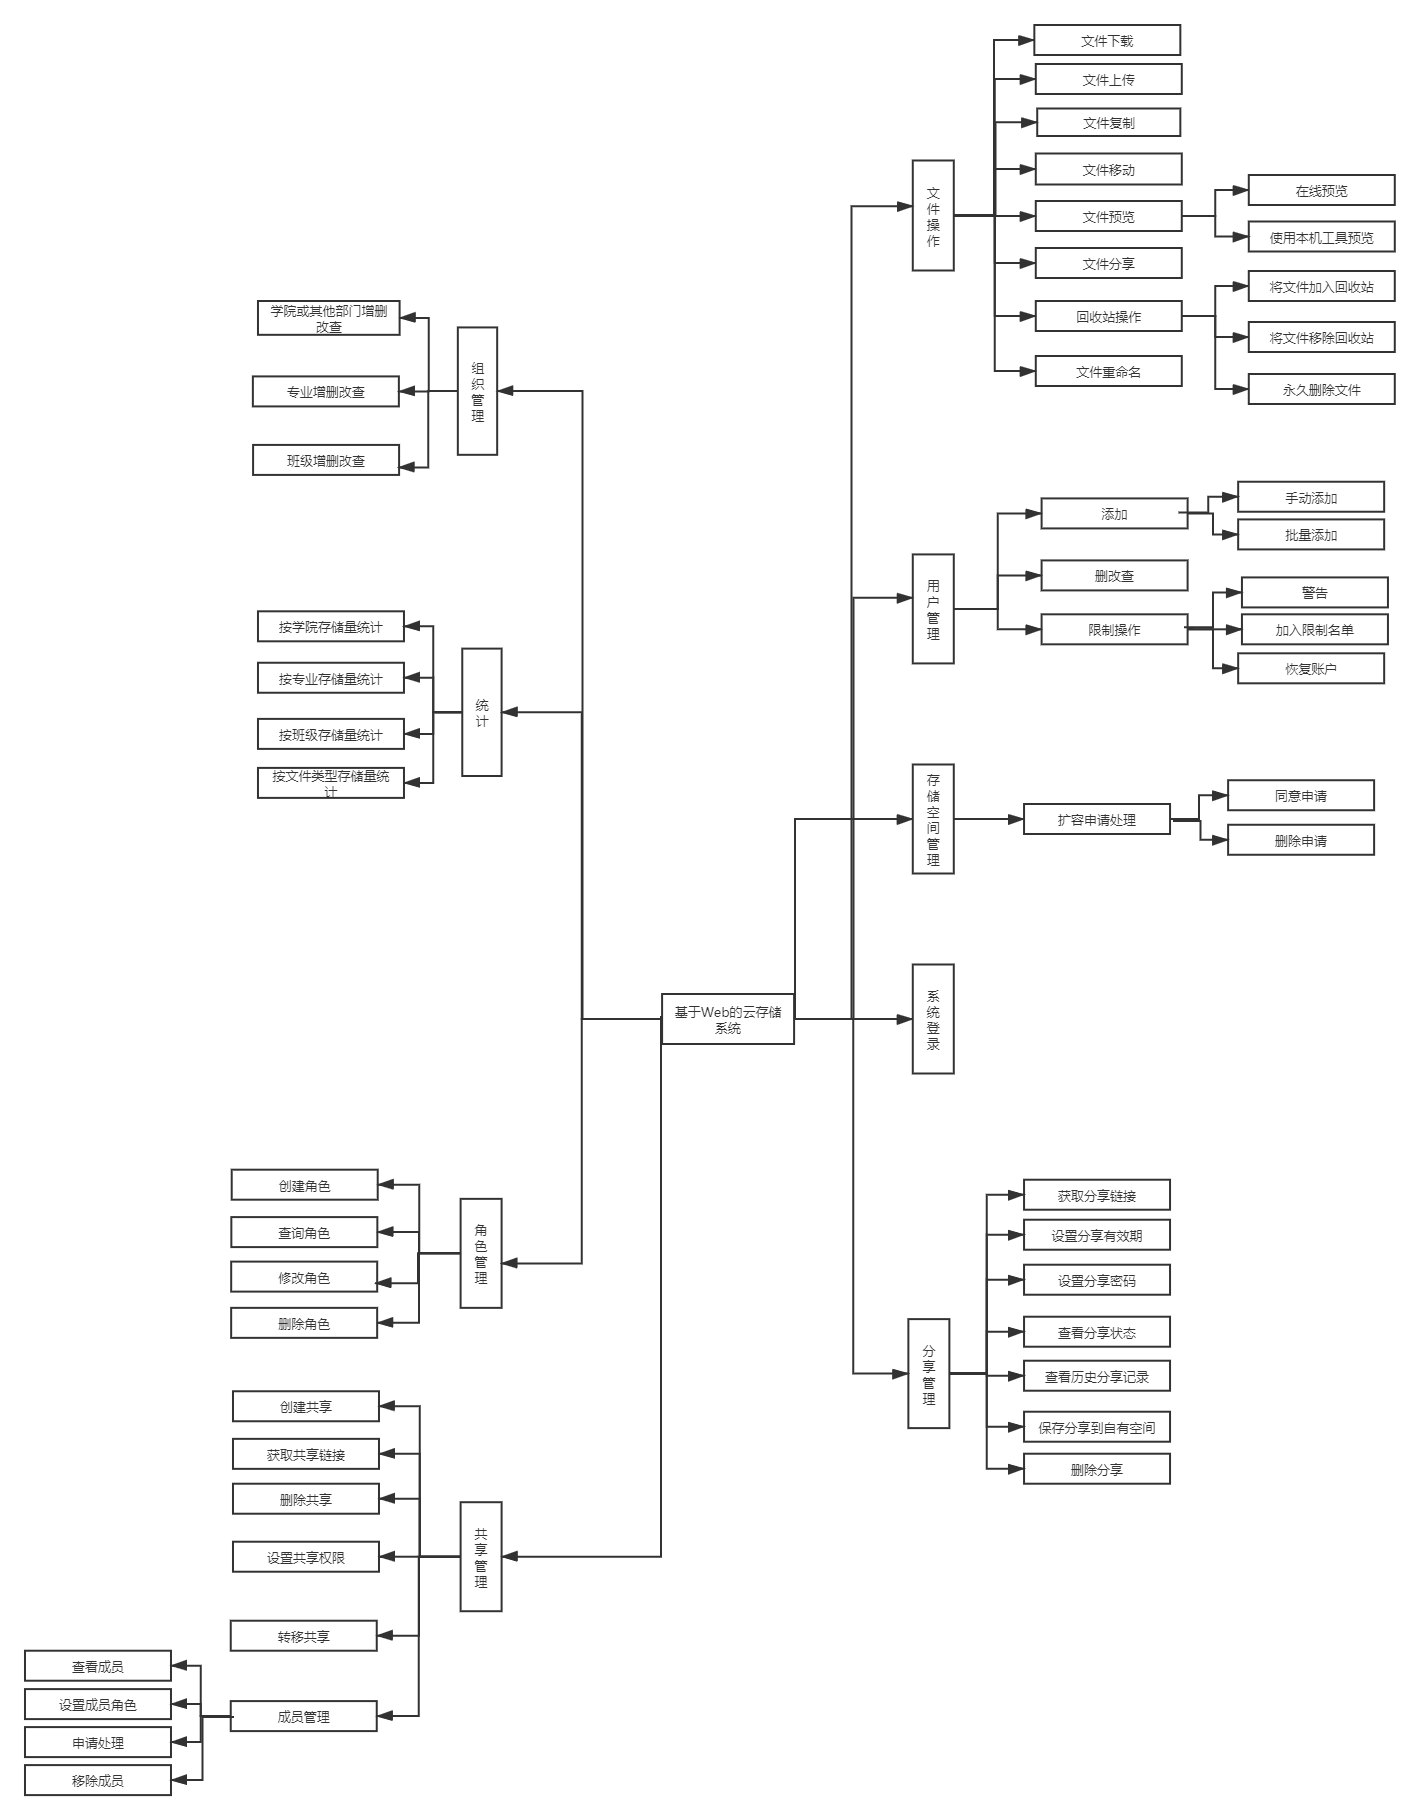 文件下载
文件上传
文件复制
文件移动
文件预览
文件分享
回收站操作
文件重命名
文
件
操
作
在线预览
使用本机工具预览
将文件加入回收站
将文件移除回收站
永久删除文件
学院或其他部门增删
改查
专业增删改查
班级增删改查
组
织
管
理
添加
删改查
限制操作
用
户
管
理
手动添加
批量添加
警告
加入限制名单
恢复账户
按学院存储量统计
按专业存储量统计
按班级存储量统计
按文件类型存储量统
计
统
计
存
储
空
间
管
理
扩容申请处理
同意申请
删除申请
基于Web的云存储
系统
系
统
登
录
创建角色
查询角色
修改角色
删除角色
角
色
管
理
获取分享链接
设置分享有效期
设置分享密码
查看分享状态
查看历史分享记录
保存分享到自有空间
删除分享
分
享
管
理
创建共享
获取共享链接
删除共享
设置共享权限
转移共享
成员管理
共
享
管
理
查看成员
设置成员角色
申请处理
移除成员